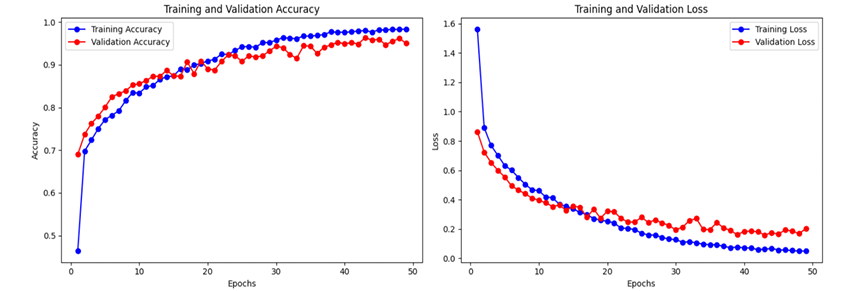 Training and Validation Accuracy
Training Accuracy
Validation Accuracy
Accuracy
1.0
0.9
0.8
0.7
0.6
0.5
0
10
20
30
40
50
Epochs
Training and Validation Loss
Training Loss
Validation Loss
Loss
1.6
1.4
1.2
1.0
0.8
0.6
0.4
0.2
0.0
0
10
20
30
40
50
Epochs